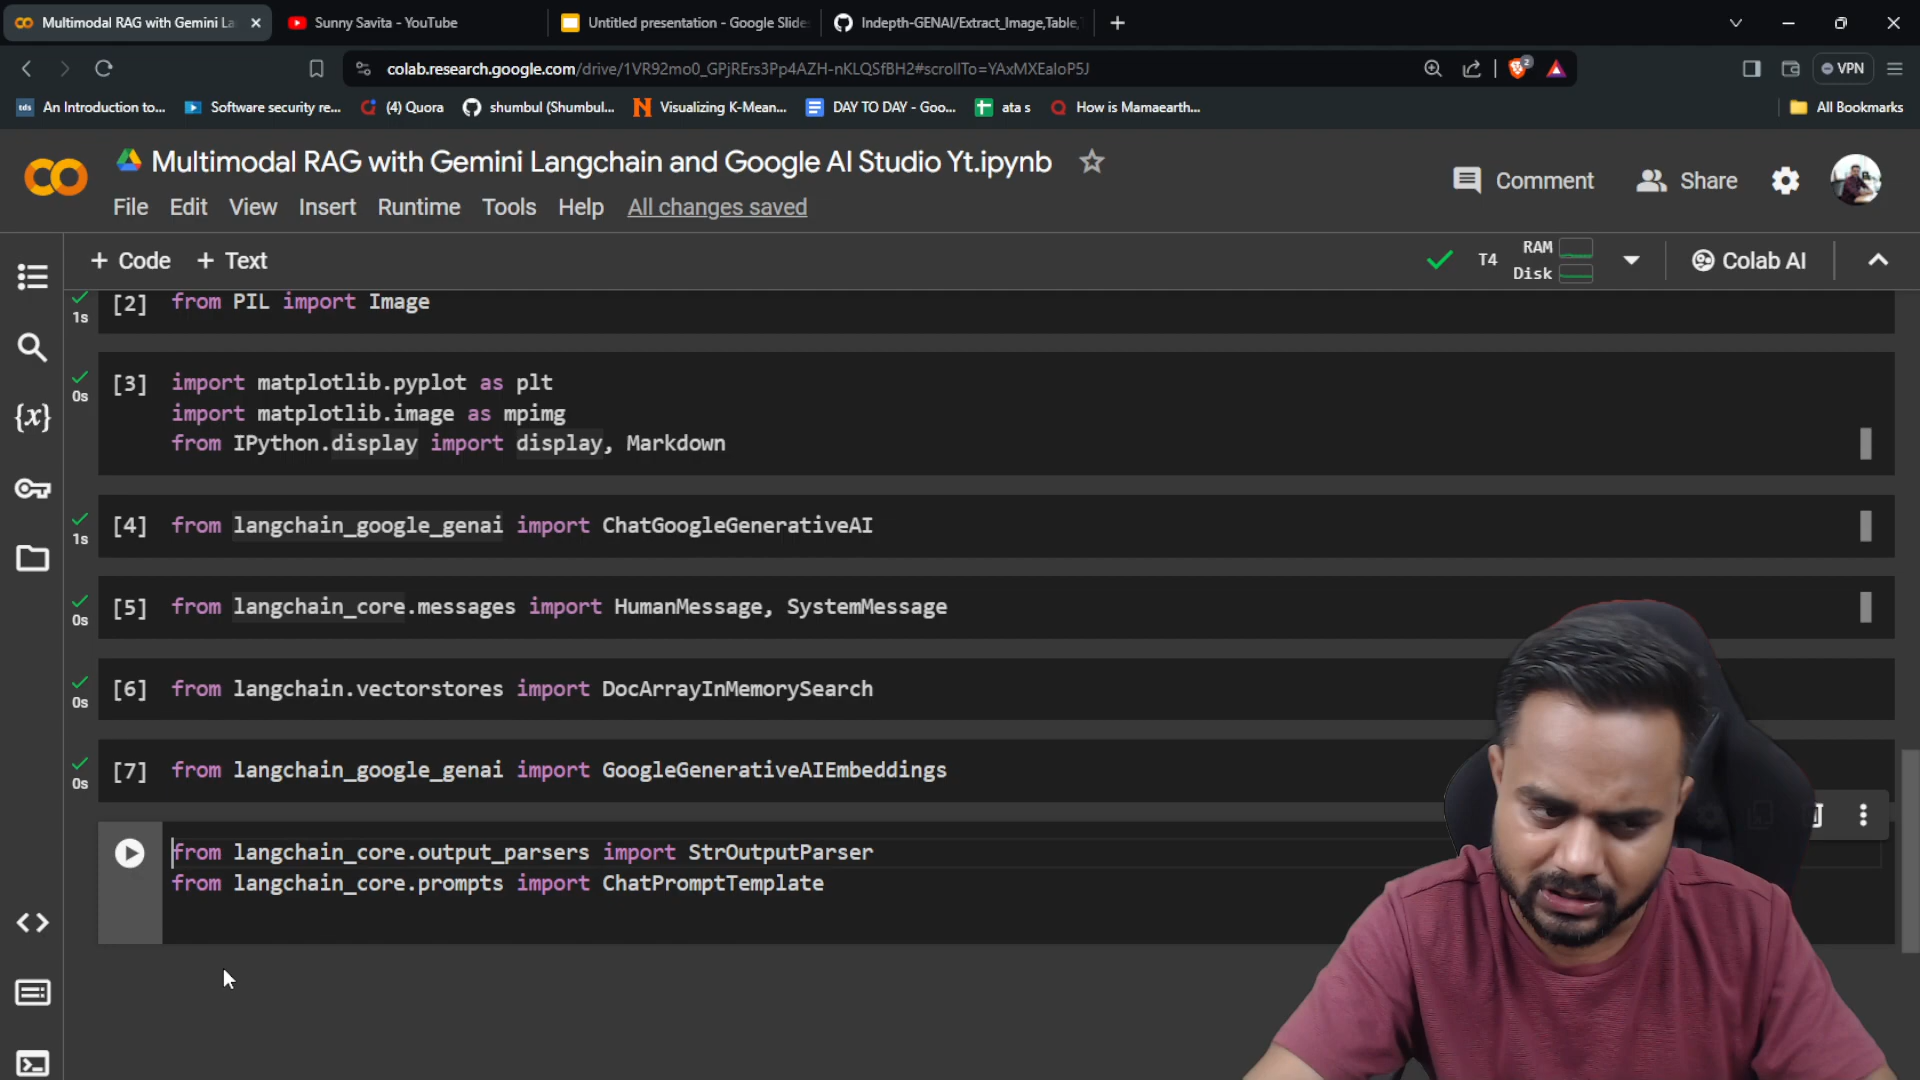 Multimodal RAG with Gemini La
Sunny Savita - YouTube
Untitled presentation - Google Slide
Indepth-GENAI/Extract_Image,Table,
colab.research.google.com/drive/1VR92mo0_GPjRErs3Pp4AZH-nKLQSfBH2#scrollTo=YAxMXEaloP5J
2
VPN
tds An Introduction to...
Software security re...
(4) Quora
shumbul (Shumbul...
Visualizing K-Mean...
DAY TO DAY - Goo...
ata s
How is Mamaearth...
All Bookmarks
Multimodal RAG with Gemini Langchain and Google AI Studio Yt.ipynb
Comment
Share
File Edit View Insert Runtime Tools Help All changes saved
+ Code + Text
T4
RAM
Disk
Colab AI
[2] from PIL import Image
1s
[3] import matplotlib.pyplot as plt
0s
import matplotlib.image as mpimg
from IPython.display import display, Markdown
[4] from langchain_google_genai import ChatGoogleGenerativeAI
1s
[5] from langchain_core.messages import HumanMessage, SystemMessage
0s
[6] from langchain.vectorstores import DocArrayInMemorySearch
0s
[7] from langchain_google_genai import GoogleGenerativeAIEmbeddings
0s
from langchain_core.output_parsers import StrOutputParser
from langchain_core.prompts import ChatPromptTemplate
{x}